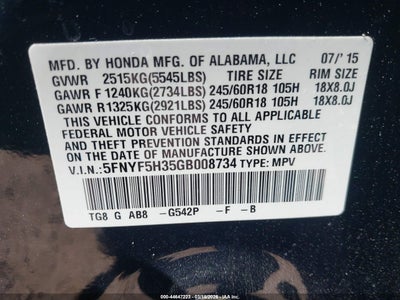 MFD. BY HONDA MFG. OF ALABAMA, LLC 07/'15
GVWR 2515KG(5545LBS) TIRE SIZE RIM SIZE
GAWR F 1240KG(2734LBS) 245/60R18 105H 18X8.0J
GAWR R1325KG(2921LBS) 245/60R18 105H 18X8.0J
THIS VEHICLE CONFORMS TO ALL APPLICABLE
FEDERAL MOTOR VEHICLE SAFETY AND THEFT
PREVENTION STANDARDS IN EFFECT ON THE
DATE OF MANUFACTURE SHOWN ABOVE.
V.I.N.: 5FNYF5H35GB008734 TYPE: MPV
TG8 G AB8 -G542P -F -B